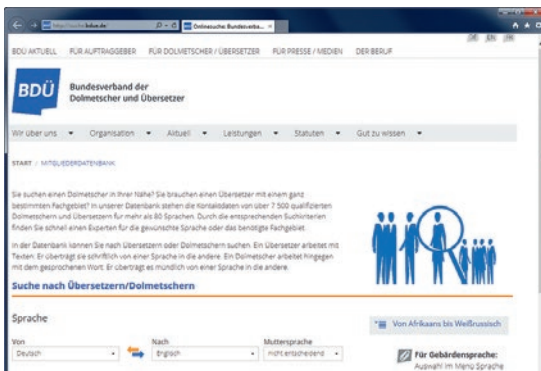 suche.bdue.de
Onlinesuche: Bundesverba...
DE EN
BDÜ AKTUELL FÜR AUFTRAGGEBER FÜR DOLMETSCHER / ÜBERSETZER FÜR PRESSE / MEDIEN DER BERUF
BDÜ
Bundesverband der
Dolmetscher und Übersetzer
Wir über uns Organisation Aktuell Leistungen Statuten Gut zu wissen
START / MITGLIEDERDATENBANK
Sie suchen einen Dolmetscher in Ihrer Nähe? Sie brauchen einen Übersetzer mit einem ganz
bestimmten Fachgebiet? In unserer Datenbank stehen die Kontaktdaten von über 7 500 qualifizierten
Dolmetschern und Übersetzern für mehr als 80 Sprachen. Durch die entsprechenden Suchkriterien
finden Sie schnell einen Experten für die gewünschte Sprache oder das benötigte Fachgebiet.
In der Datenbank können Sie nach Übersetzern oder Dolmetschern suchen. Ein Übersetzer arbeitet mit
Texten: Er überträgt sie schriftlich von einer Sprache in die andere. Ein Dolmetscher arbeitet hingegen
mit dem gesprochenen Wort: Er überträgt es mündlich von einer Sprache in die andere.
Suche nach Übersetzern/Dolmetschern
Sprache
Von Afrikaans bis Weißrussisch
Von Nach Muttersprache
Deutsch Englisch nicht entscheidend
Für Gebärdensprache:
Auswahl im Menü Sprache